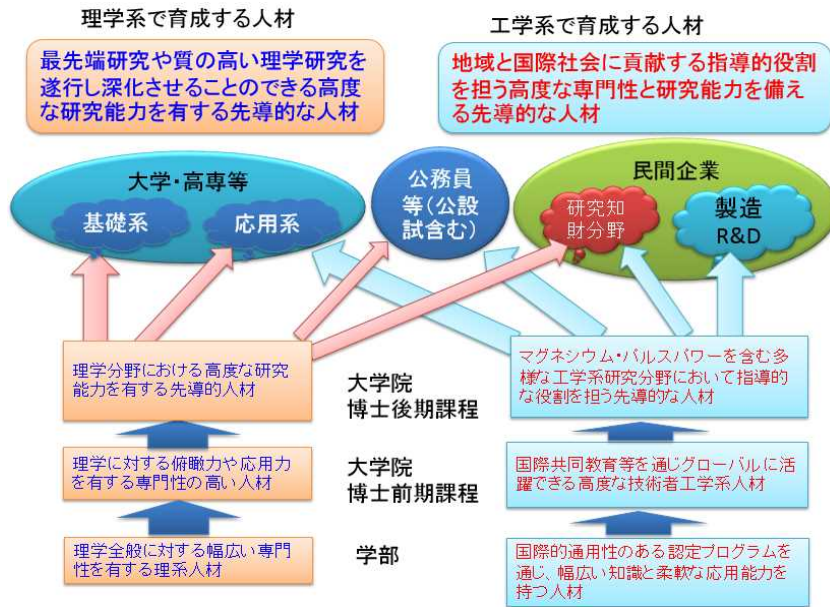 理学系で育成する人材
工学系で育成する人材
最先端研究や質の高い理学研究を
遂行し深化させることのできる高度
な研究能力を有する先導的な人材
地域と国際社会に貢献する指導的役割
を担う高度な専門性と研究能力を備え
る先導的な人材
大学・高専等
基礎系
応用系
公務員
等(公設
試含む)
民間企業
研究知
財分野
製造
R&D
理学分野における高度な研究
能力を有する先導的人材
大学院
博士後期課程
マグネシウム・パルスパワーを含む多
様な工学系研究分野において指導的
な役割を担う先導的な人材
理学に対する俯瞰力や応用力
を有する専門性の高い人材
大学院
博士前期課程
国際共同教育等を通じグローバルに活
躍できる高度な技術者工学系人材
理学全般に対する幅広い専門
性を有する理系人材
学部
国際的通用性のある認定プログラムを
通じ、幅広い知識と柔軟な応用能力を
持つ人材